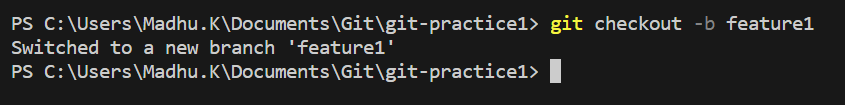 PS C:\Users\Madhu.K\Documents\Git\git-practice1> git checkout -b feature1
Switched to a new branch 'feature1'
PS C:\Users\Madhu.K\Documents\Git\git-practice1>